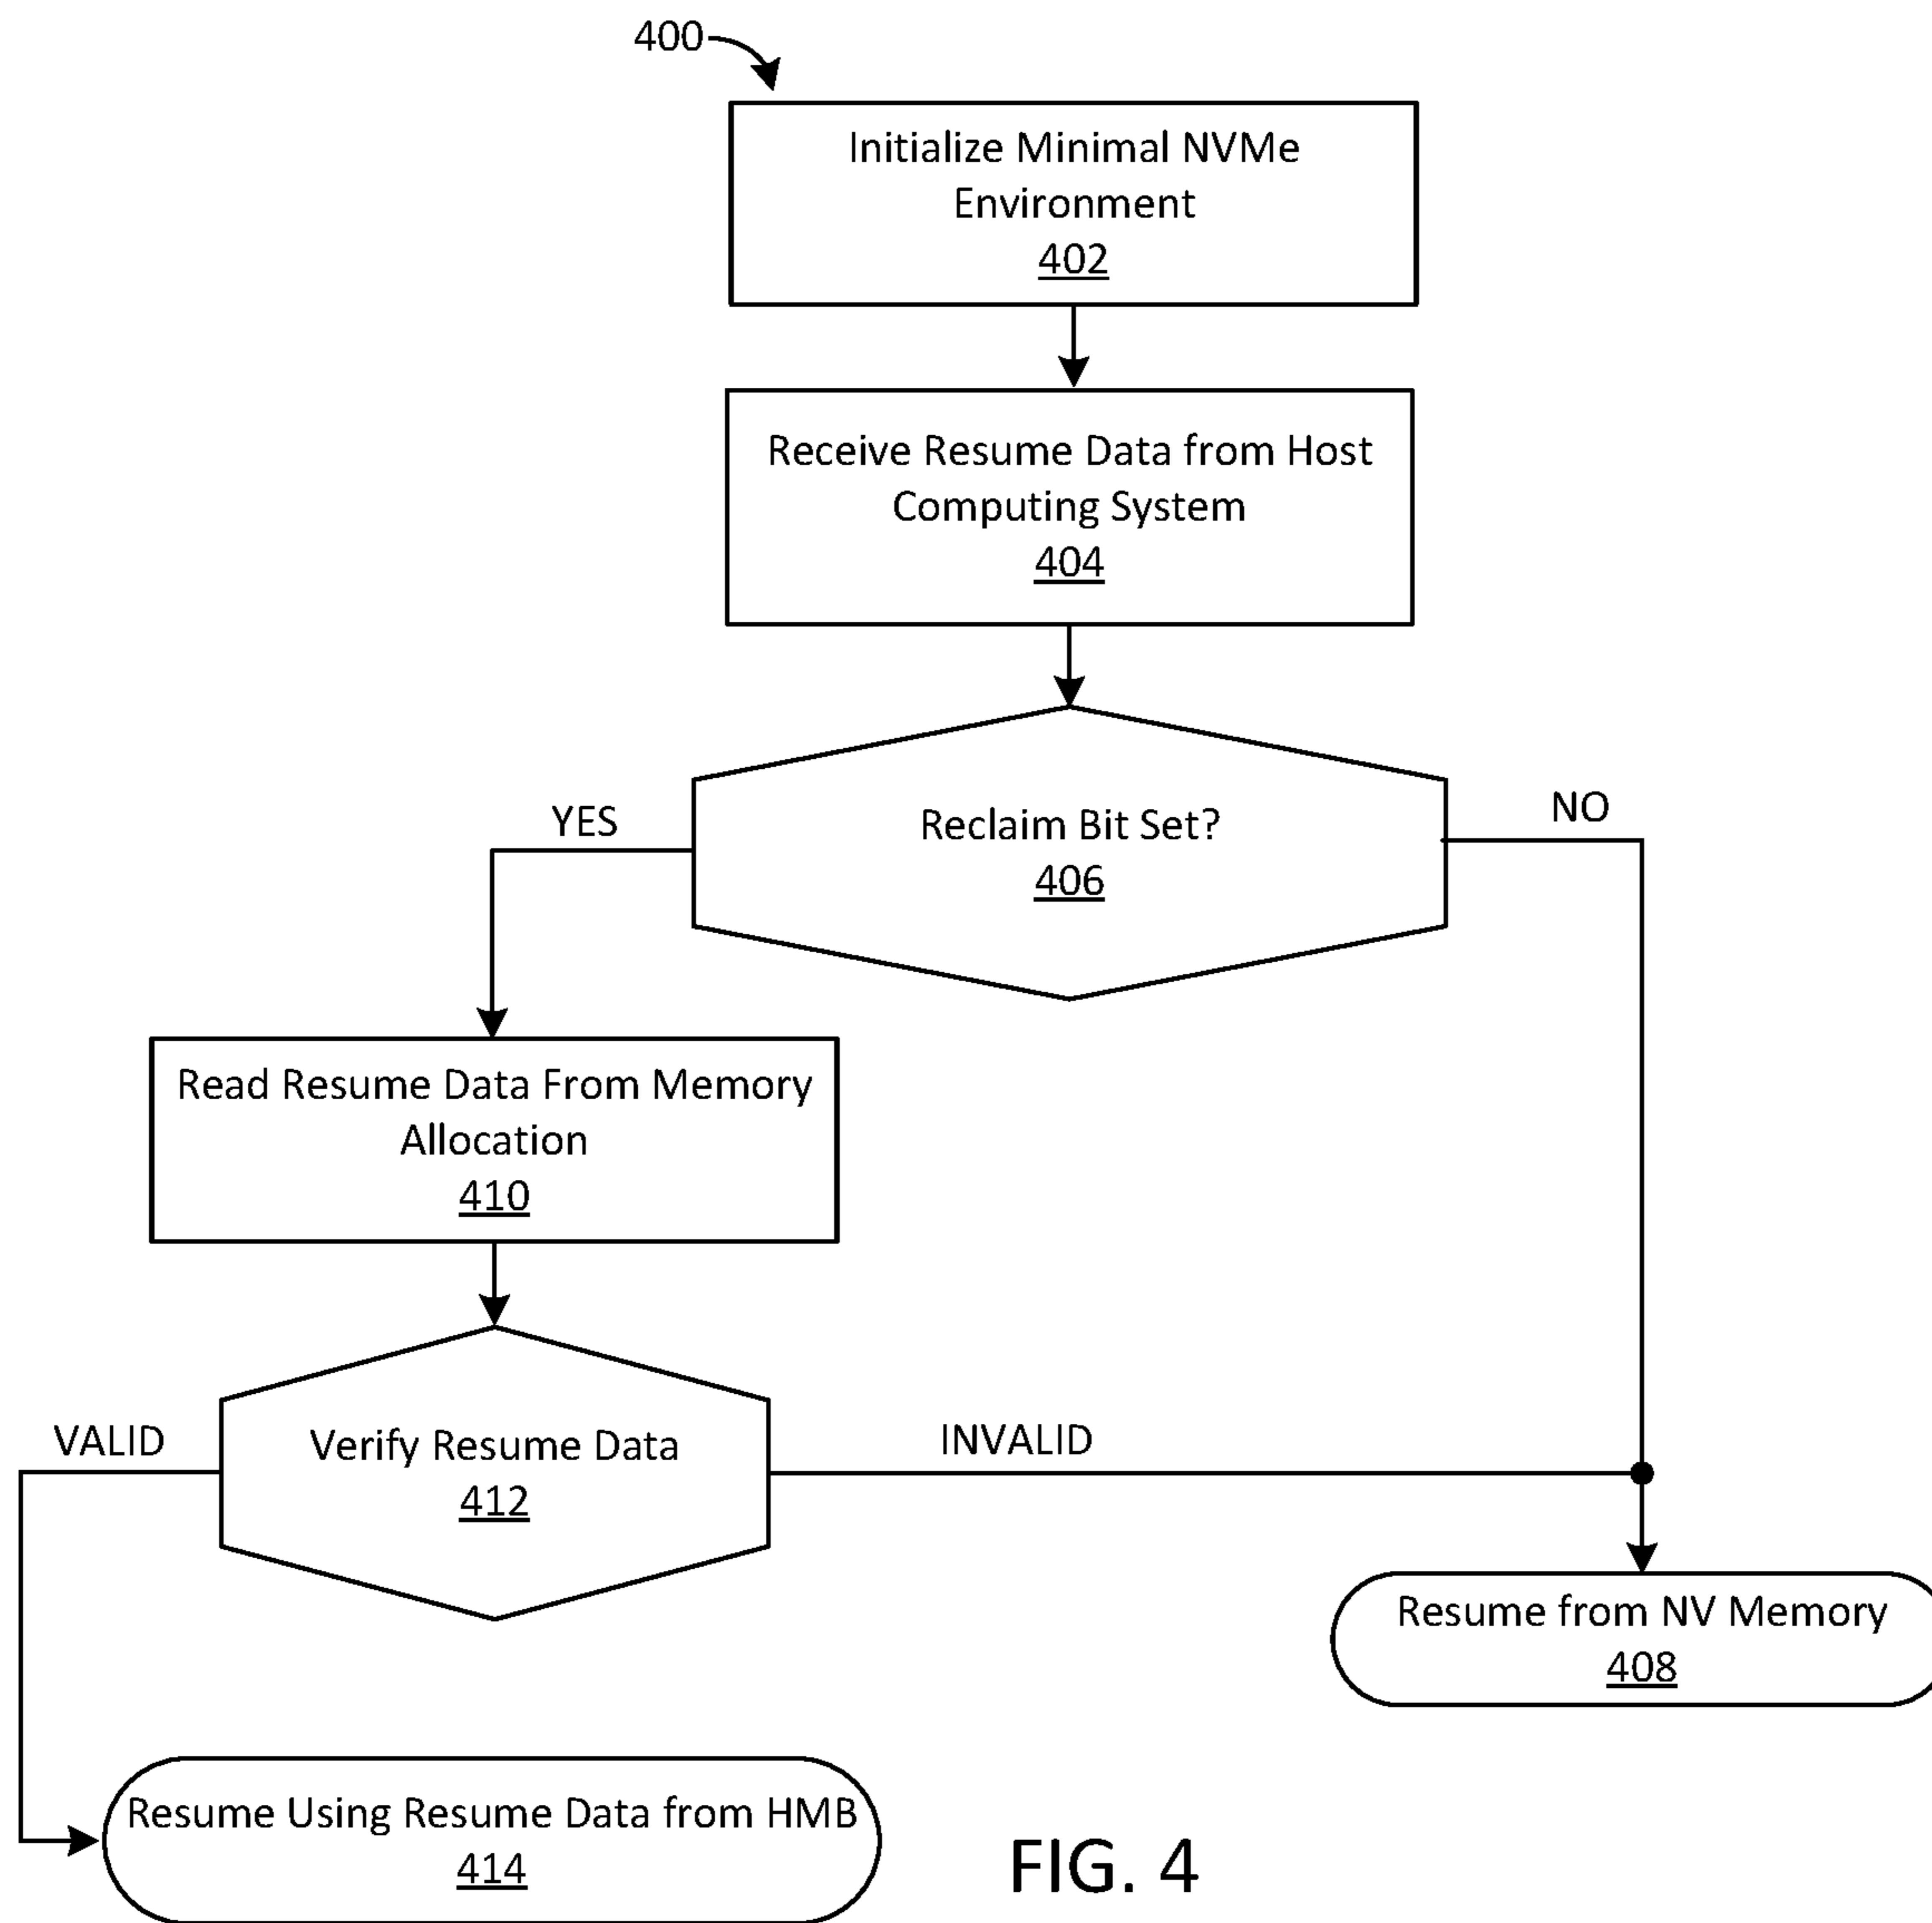 400
Initialize Minimal NVMe
Environment
402
Receive Resume Data from Host
Computing System
404
Reclaim Bit Set?
406
YES
NO
Read Resume Data From Memory
Allocation
410
Verify Resume Data
412
VALID
INVALID
Resume from NV Memory
408
Resume Using Resume Data from HMB
414
FIG. 4